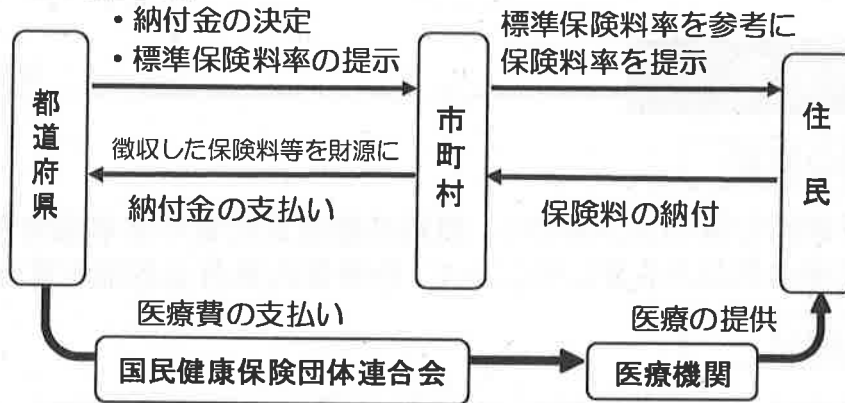 ・納付金の決定
・標準保険料率の提示
標準保険料率を参考に
保険料率を提示
都道府県
市町村
住民
徴収した保険料等を財源に
納付金の支払い
保険料の納付
医療費の支払い
医療の提供
国民健康保険団体連合会
医療機関